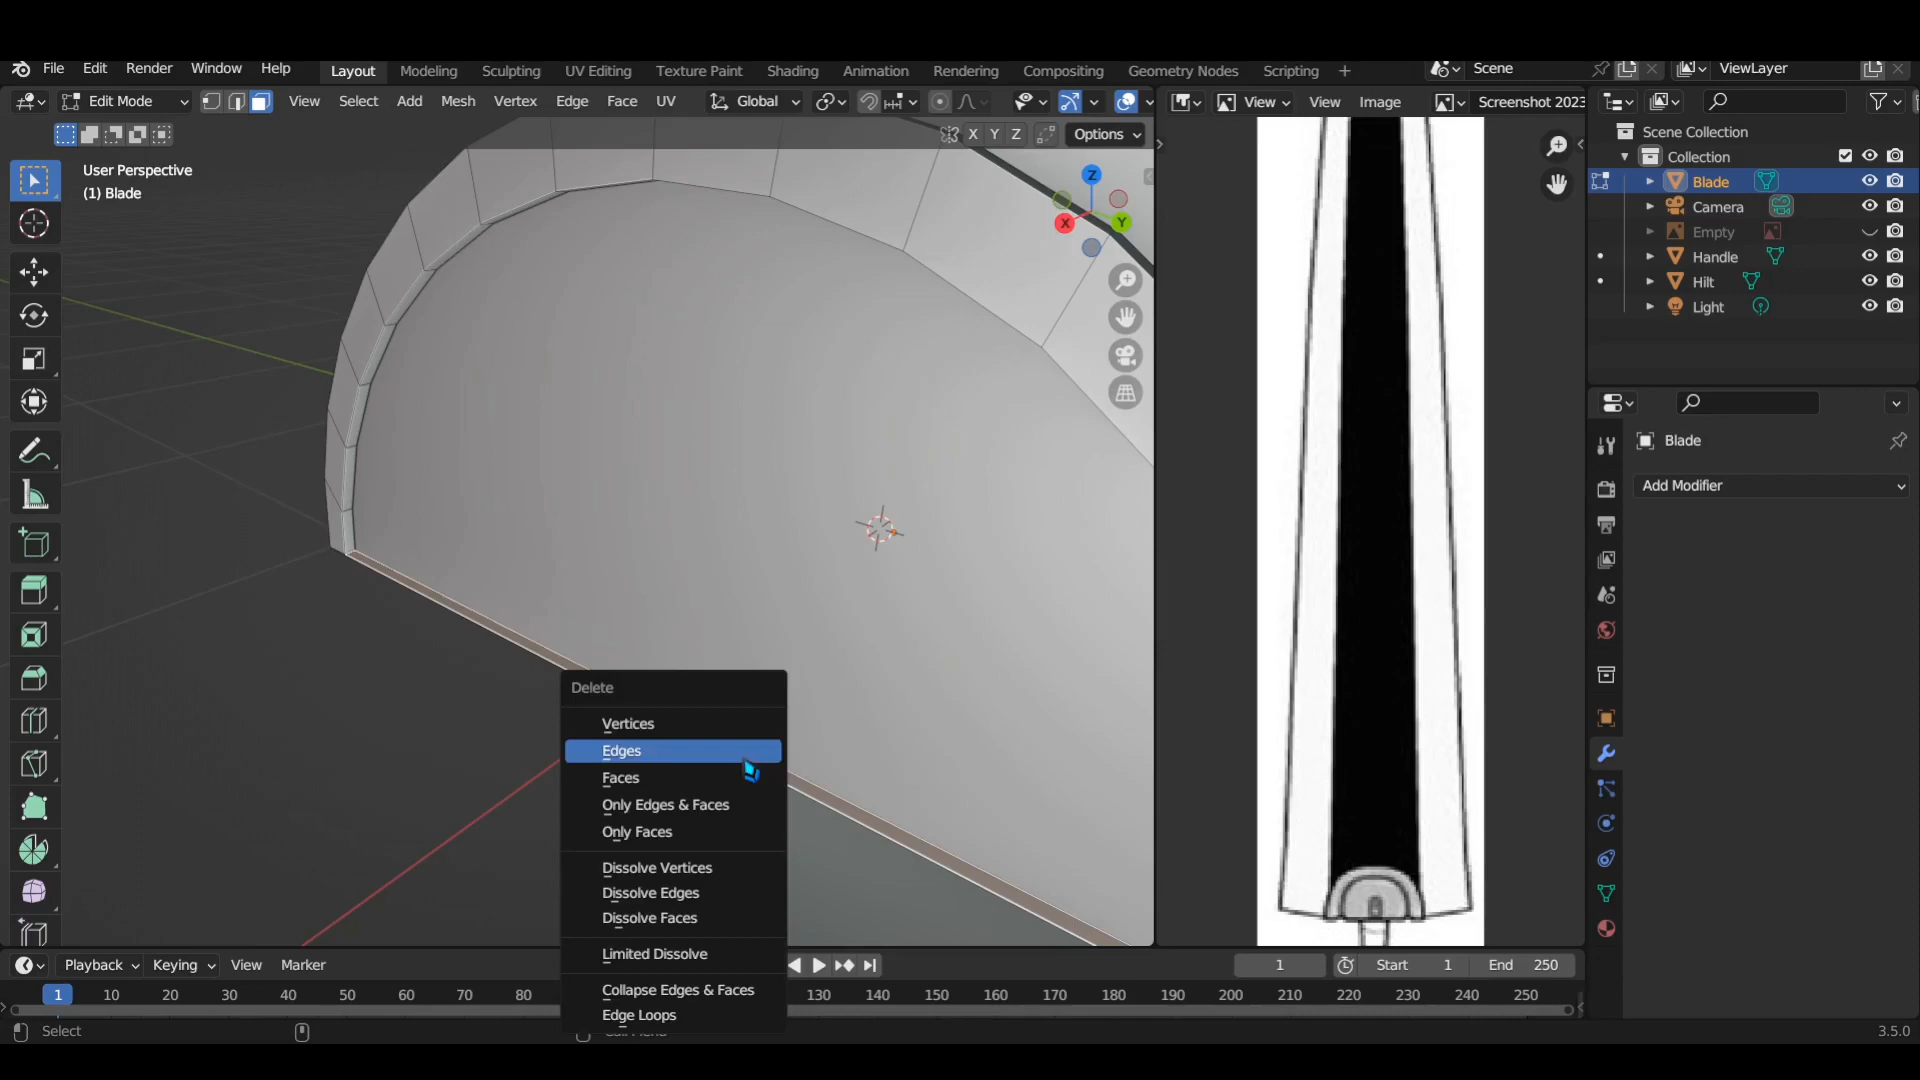 File Edit Render Window Help Layout Modeling Sculpting UV Editing Texture Paint Shading Animation Rendering Compositing Geometry Nodes Scripting + Scene ViewLayer
Edit Mode View Select Add Mesh Vertex Edge Face UV Global View View Image Screenshot 2023
X Y Z Options
User Perspective
(1) Blade
Z
X
Y
Scene Collection
Collection
Blade
Camera
Empty
Handle
Hilt
Light
Blade
Add Modifier
Delete
Vertices
Edges
Faces
Only Edges & Faces
Only Faces
Dissolve Vertices
Dissolve Edges
Dissolve Faces
Limited Dissolve
Collapse Edges & Faces
Edge Loops
Playback Keying View Marker 1 Start 1 End 250
1 10 20 30 40 50 60 70 80 130 140 150 160 170 180 190 200 210 220 230 240 250
Select 3.5.0